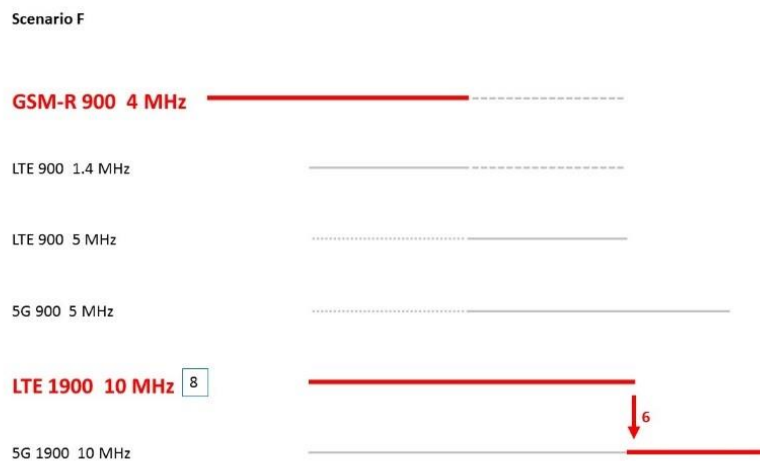 Scenario F
GSM-R 900 4 MHz
LTE 900 1.4 MHz
LTE 900 5 MHz
5G 900 5 MHz
LTE 1900 10 MHz 8
6
5G 1900 10 MHz